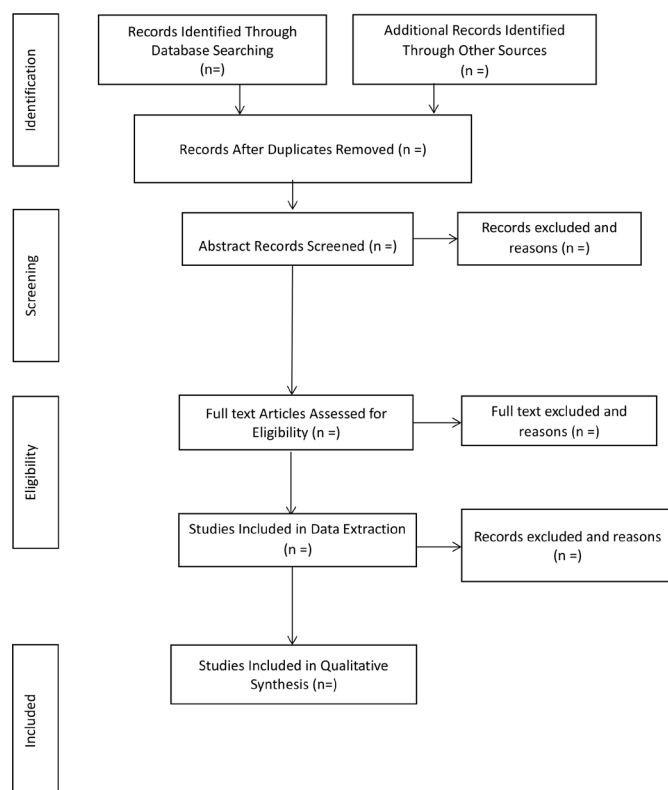 Identification
Records Identified Through
Database Searching
(n=)
Additional Records Identified
Through Other Sources
(n =)
Records After Duplicates Removed (n =)
Screening
Abstract Records Screened (n =)
Records excluded and
reasons (n =)
Eligibility
Full text Articles Assessed for
Eligibility (n =)
Full text excluded and
reasons (n =)
Studies Included in Data Extraction
(n =)
Records excluded and reasons
(n =)
Included
Studies Included in Qualitative
Synthesis (n=)